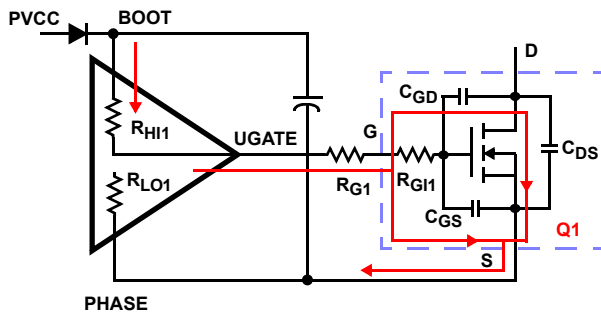 PVCC
BOOT
D
CGD
RHI1
UGATE
G
CDS
RLO1
RG1
RGI1
CGS
Q1
S
PHASE